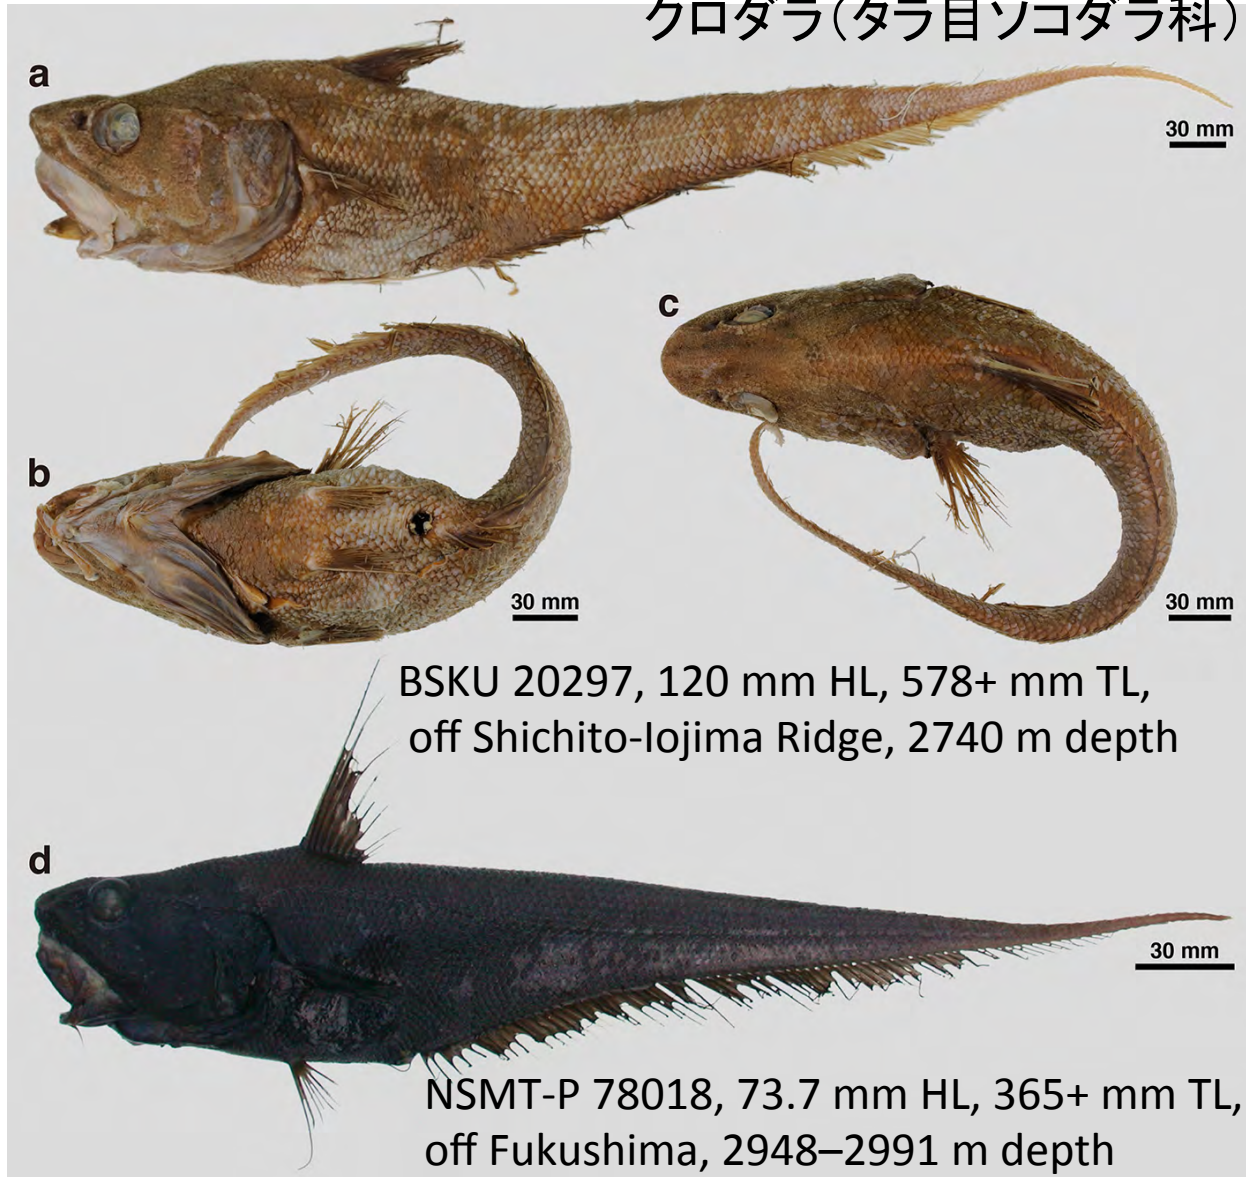 クロダラ（タラ目ソコダラ科）
a
30 mm
c
b
30 mm
30 mm
BSKU 20297, 120 mm HL, 578+ mm TL,
off Shichito-Iojima Ridge, 2740 m depth
d
30 mm
NSMT-P 78018, 73.7 mm HL, 365+ mm TL,
off Fukushima, 2948–2991 m depth